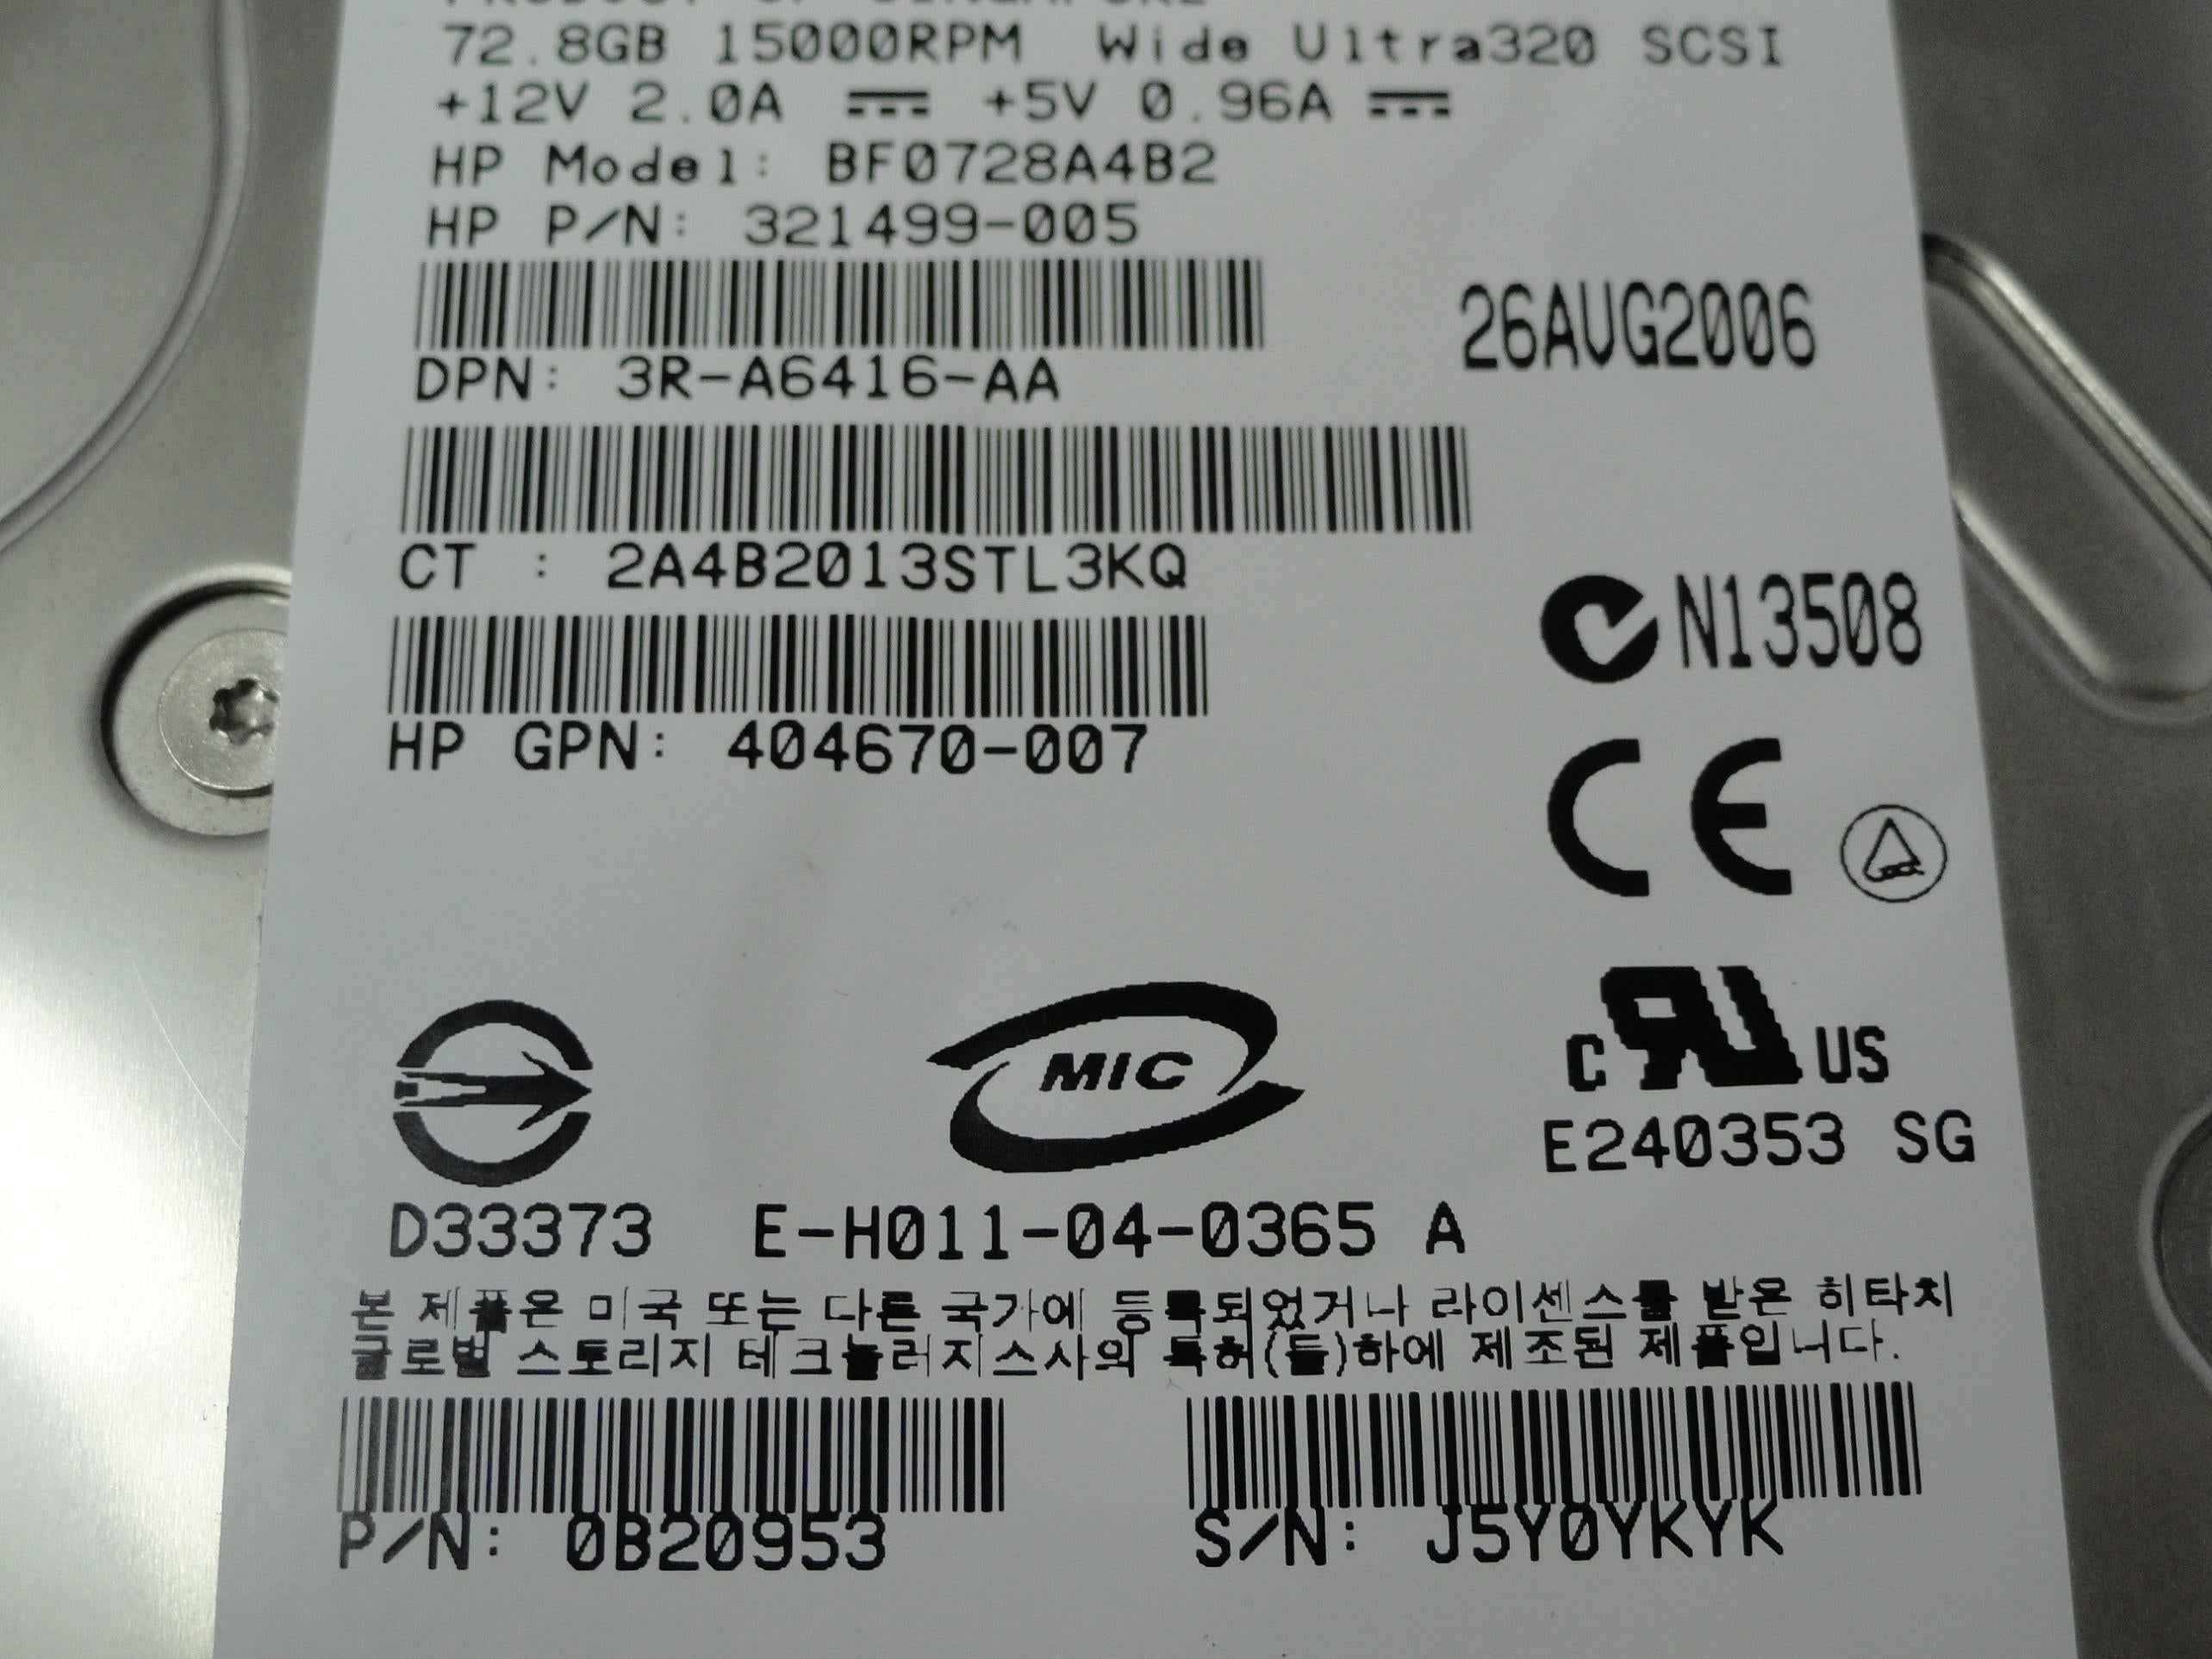 PRODUCT OF SINGAPORE
72.8GB 15000RPM Wide Ultra320 SCSI
+12V 2.0A +5V 0.96A
HP Model: BF0728A4B2
HP P/N: 321499-005
26AUG2006
DPN: 3R-A6416-AA
CT : 2A4B2013STL3KQ
N13508
HP GPN: 404670-007
CE
MIC
C RU US
E240353 SG
D33373 E-H011-04-0365 A
본 제품은 미국 또는 다른 국가에 등록되었거나 라이센스를 받은 히타치
글로벌 스토리지 테크놀러지스사의 특허(들)하에 제조된 제품입니다.
P/N: 0B20953 S/N: J5Y0YKYK